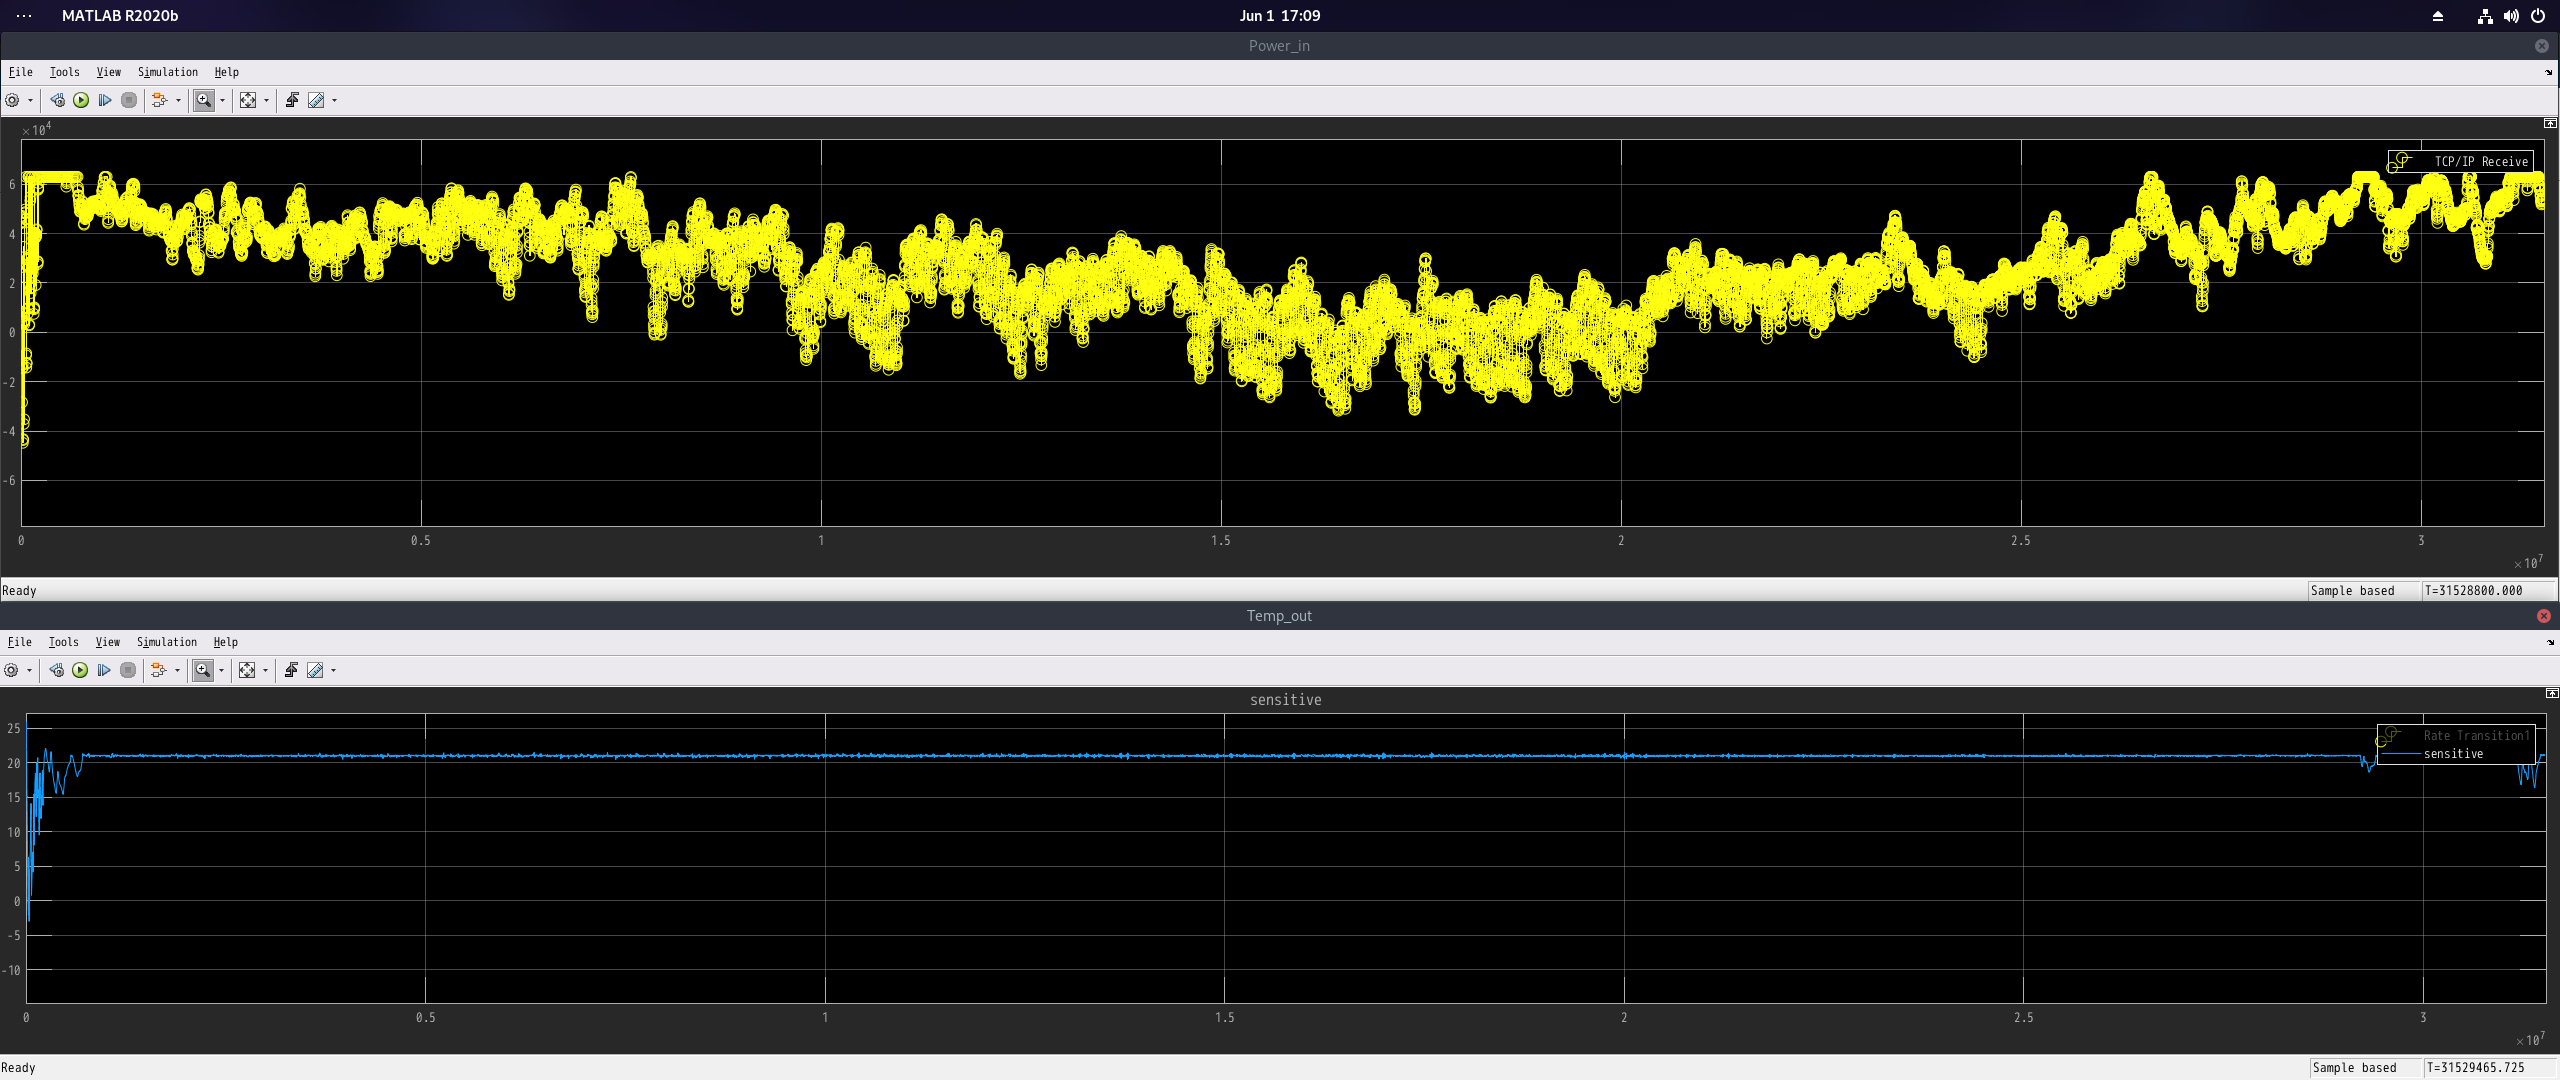 MATLAB R2020b
Jun 1 17:09
Power_in
File Tools View Simulation Help
×10^4
TCP/IP Receive
6
4
2
0
-2
-4
-6
0 0.5 1 1.5 2 2.5 3
×10^7
Ready Sample based T=31528800.000
Temp_out
File Tools View Simulation Help
sensitive
Rate Transition1
sensitive
25
20
15
10
5
0
-5
-10
0 0.5 1 1.5 2 2.5 3
×10^7
Ready Sample based T=31529465.725